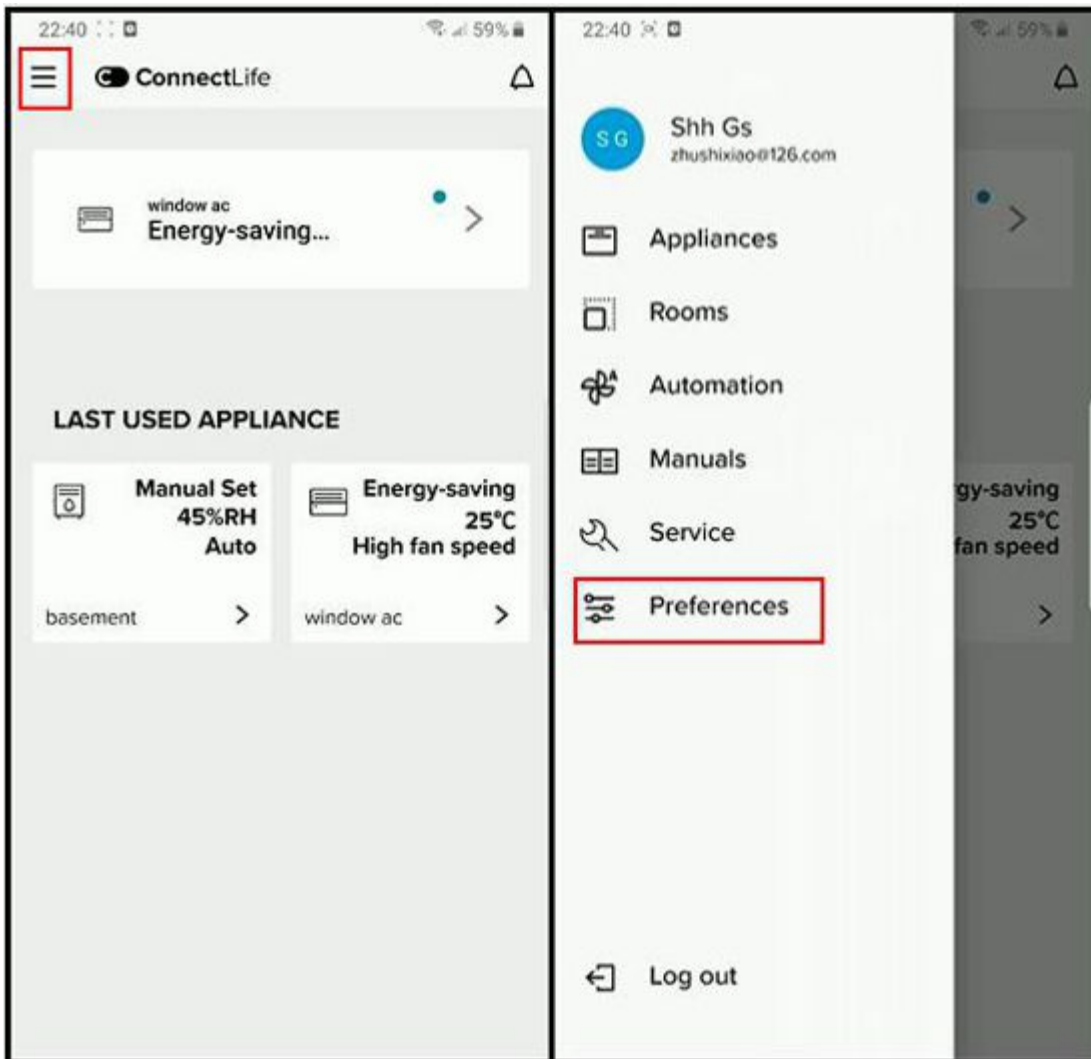 22:40
59%
ConnectLife
window ac
Energy-saving...
LAST USED APPLIANCE
Manual Set
45%RH
Auto
basement
Energy-saving
25°C
High fan speed
window ac
22:40
59%
S G
Shh Gs
zhushixiao@126.com
Appliances
Rooms
Automation
Manuals
Service
Preferences
Log out
gy-saving
25°C
fan speed